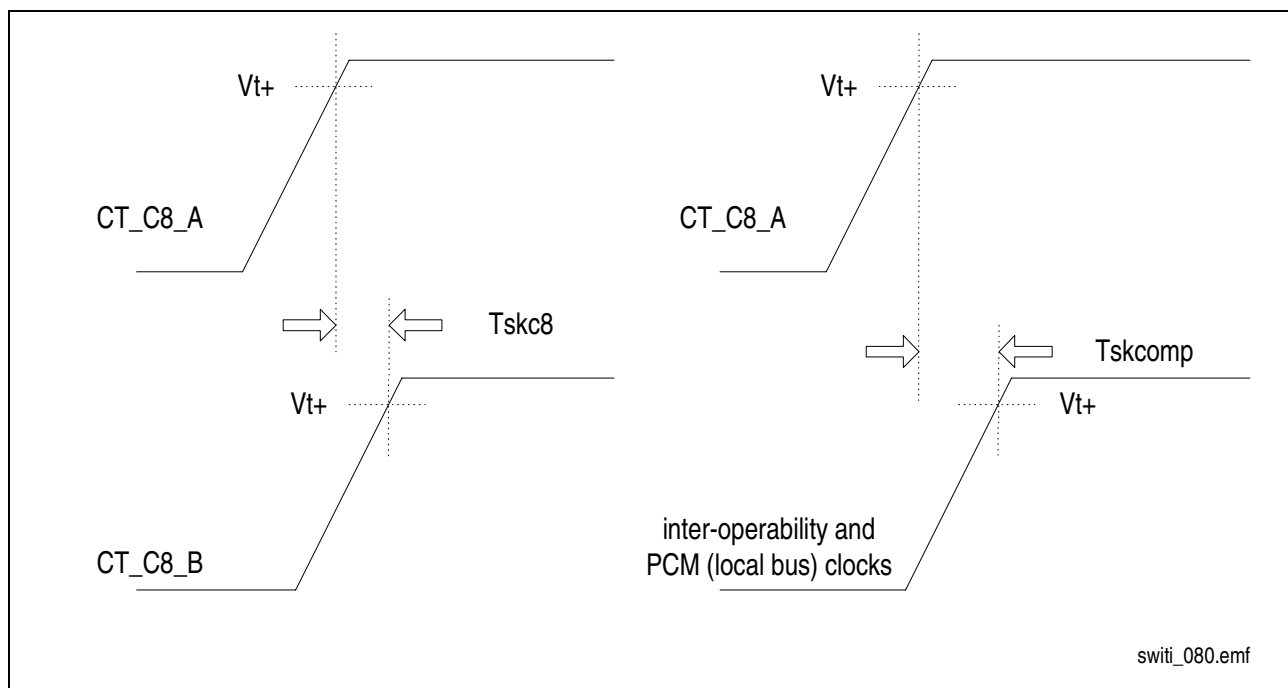 Vt+
CT_C8_A
Tskc8
Vt+
CT_C8_B
Vt+
CT_C8_A
Tskcomp
Vt+
inter-operability and
PCM (local bus) clocks
switi_080.emf